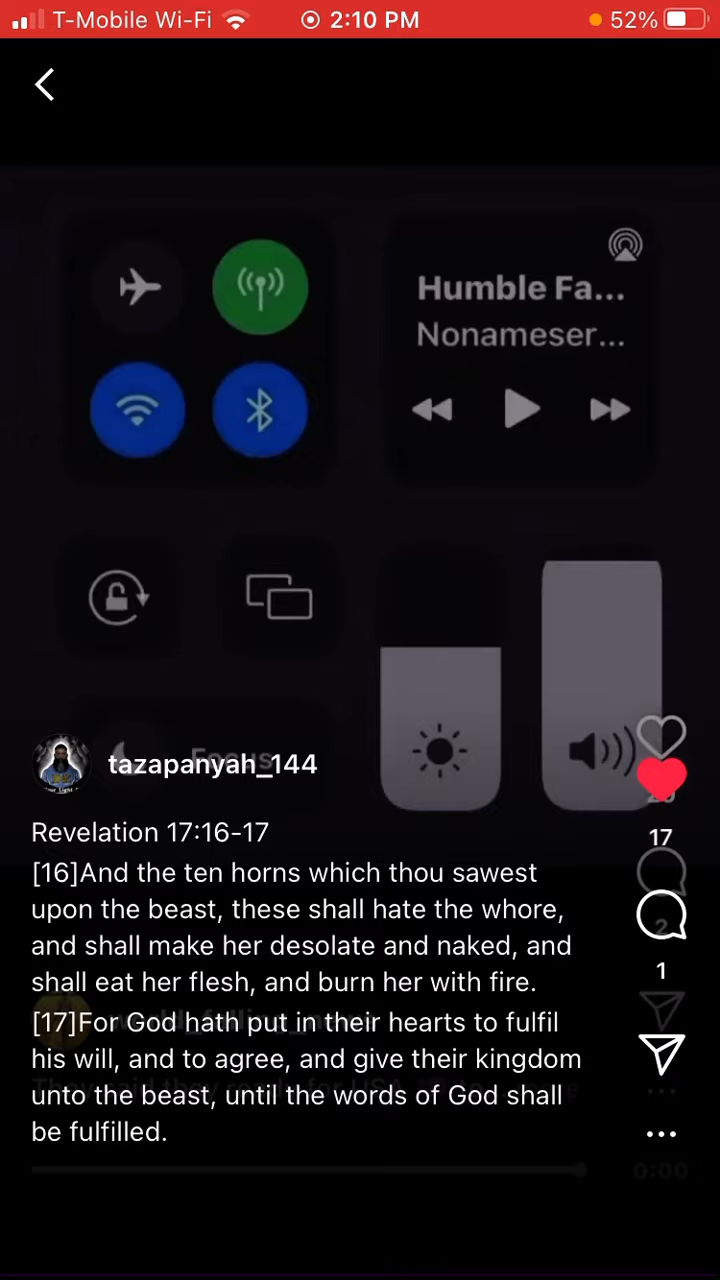 T-Mobile Wi-Fi 2:10 PM 52%
Humble Fa...
Nonameser...
Focus
tazapanyah_144
Revelation 17:16-17
[16]And the ten horns which thou sawest
upon the beast, these shall hate the whore,
and shall make her desolate and naked, and
shall eat her flesh, and burn her with fire.
[17]For God hath put in their hearts to fulfil
his will, and to agree, and give their kingdom
unto the beast, until the words of God shall
be fulfilled.
17
2
1
0:00